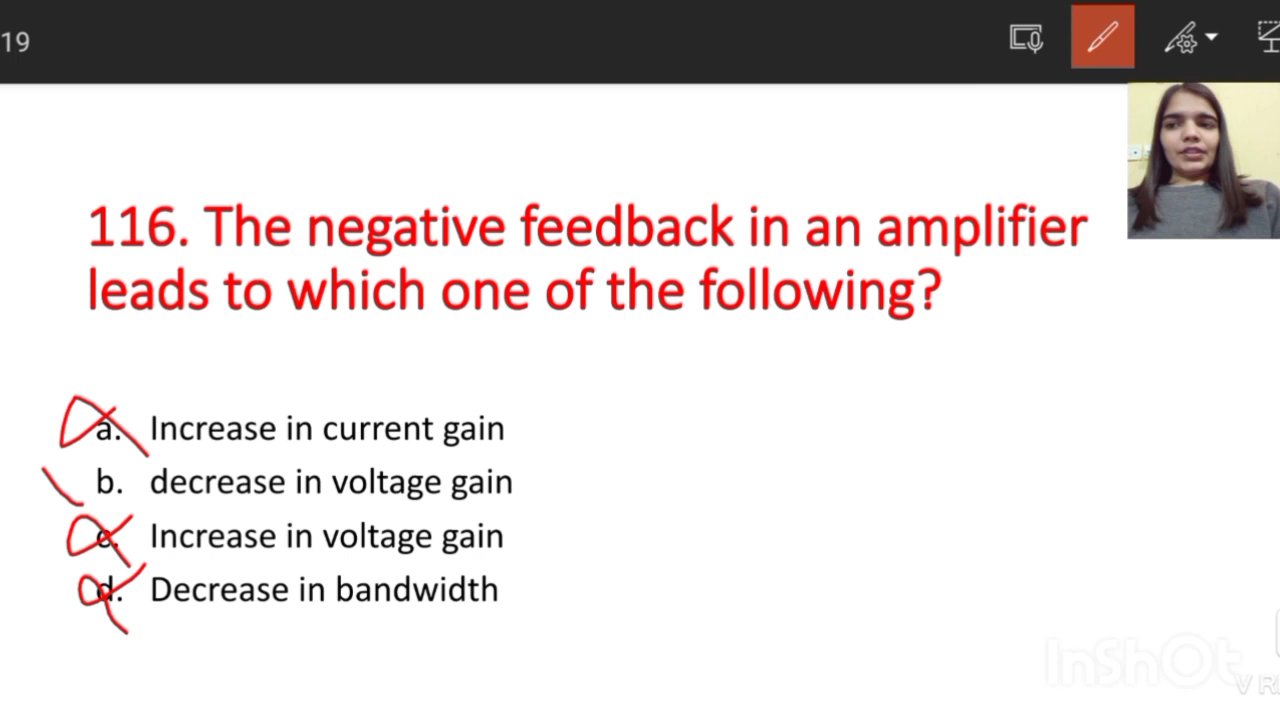 19
116. The negative feedback in an amplifier
leads to which one of the following?
a. Increase in current gain
b. decrease in voltage gain
c. Increase in voltage gain
d. Decrease in bandwidth
InShOt